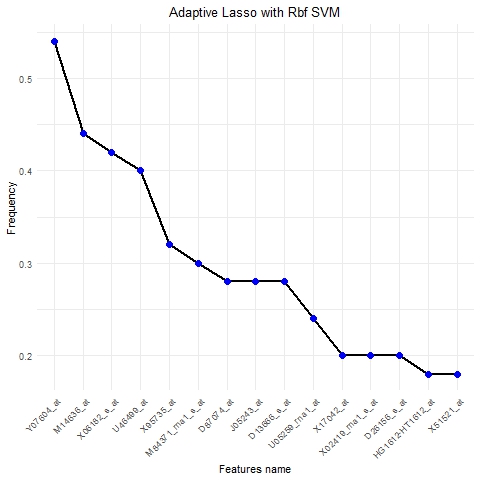 Adaptive Lasso with Rbf SVM
Frequency
0.5
0.4
0.3
0.2
Y07604_at
M14636_at
X06182_s_at
U46499_at
X95735_at
M84371_rna1_s_at
D87074_at
J05243_at
D13666_s_at
U05259_rna1_at
X17042_at
X02419_rna1_s_at
D26156_s_at
HG1612-HT1612_at
X51521_at
Features name